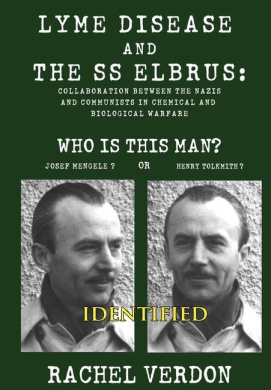 LYME DISEASE
AND
THE SS ELBRUS:
COLLABORATION BETWEEN THE NAZIS
AND COMMUNISTS IN CHEMICAL AND
BIOLOGICAL WARFARE
WHO IS THIS MAN?
JOSEF MENGELE ? OR HENRY TOLKMITH ?
IDENTIFIED
RACHEL VERDON